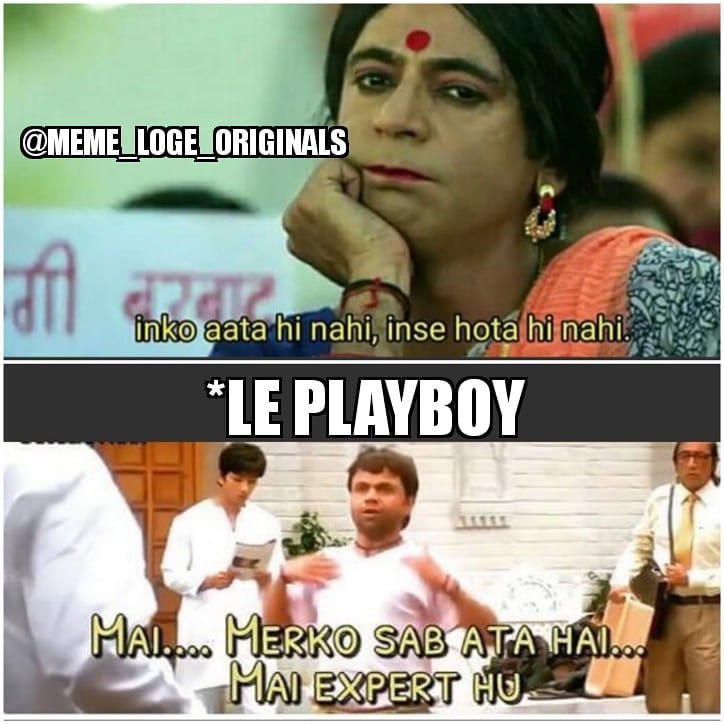 @MEME_LOGE_ORIGINALS
गी बरबाद
inko aata hi nahi, inse hota hi nahi.
*LE PLAYBOY
MAI.... MERKO SAB ATA HAI...
MAI EXPERT HU